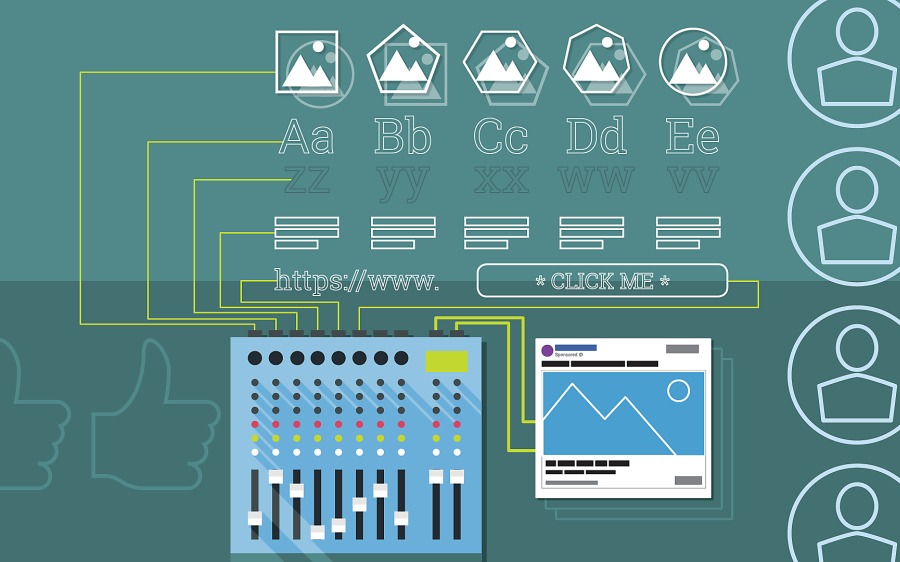 Aa Bb Cc Dd Ee
zz yy xx ww vv
https://www.
* CLICK ME *
Sponsored